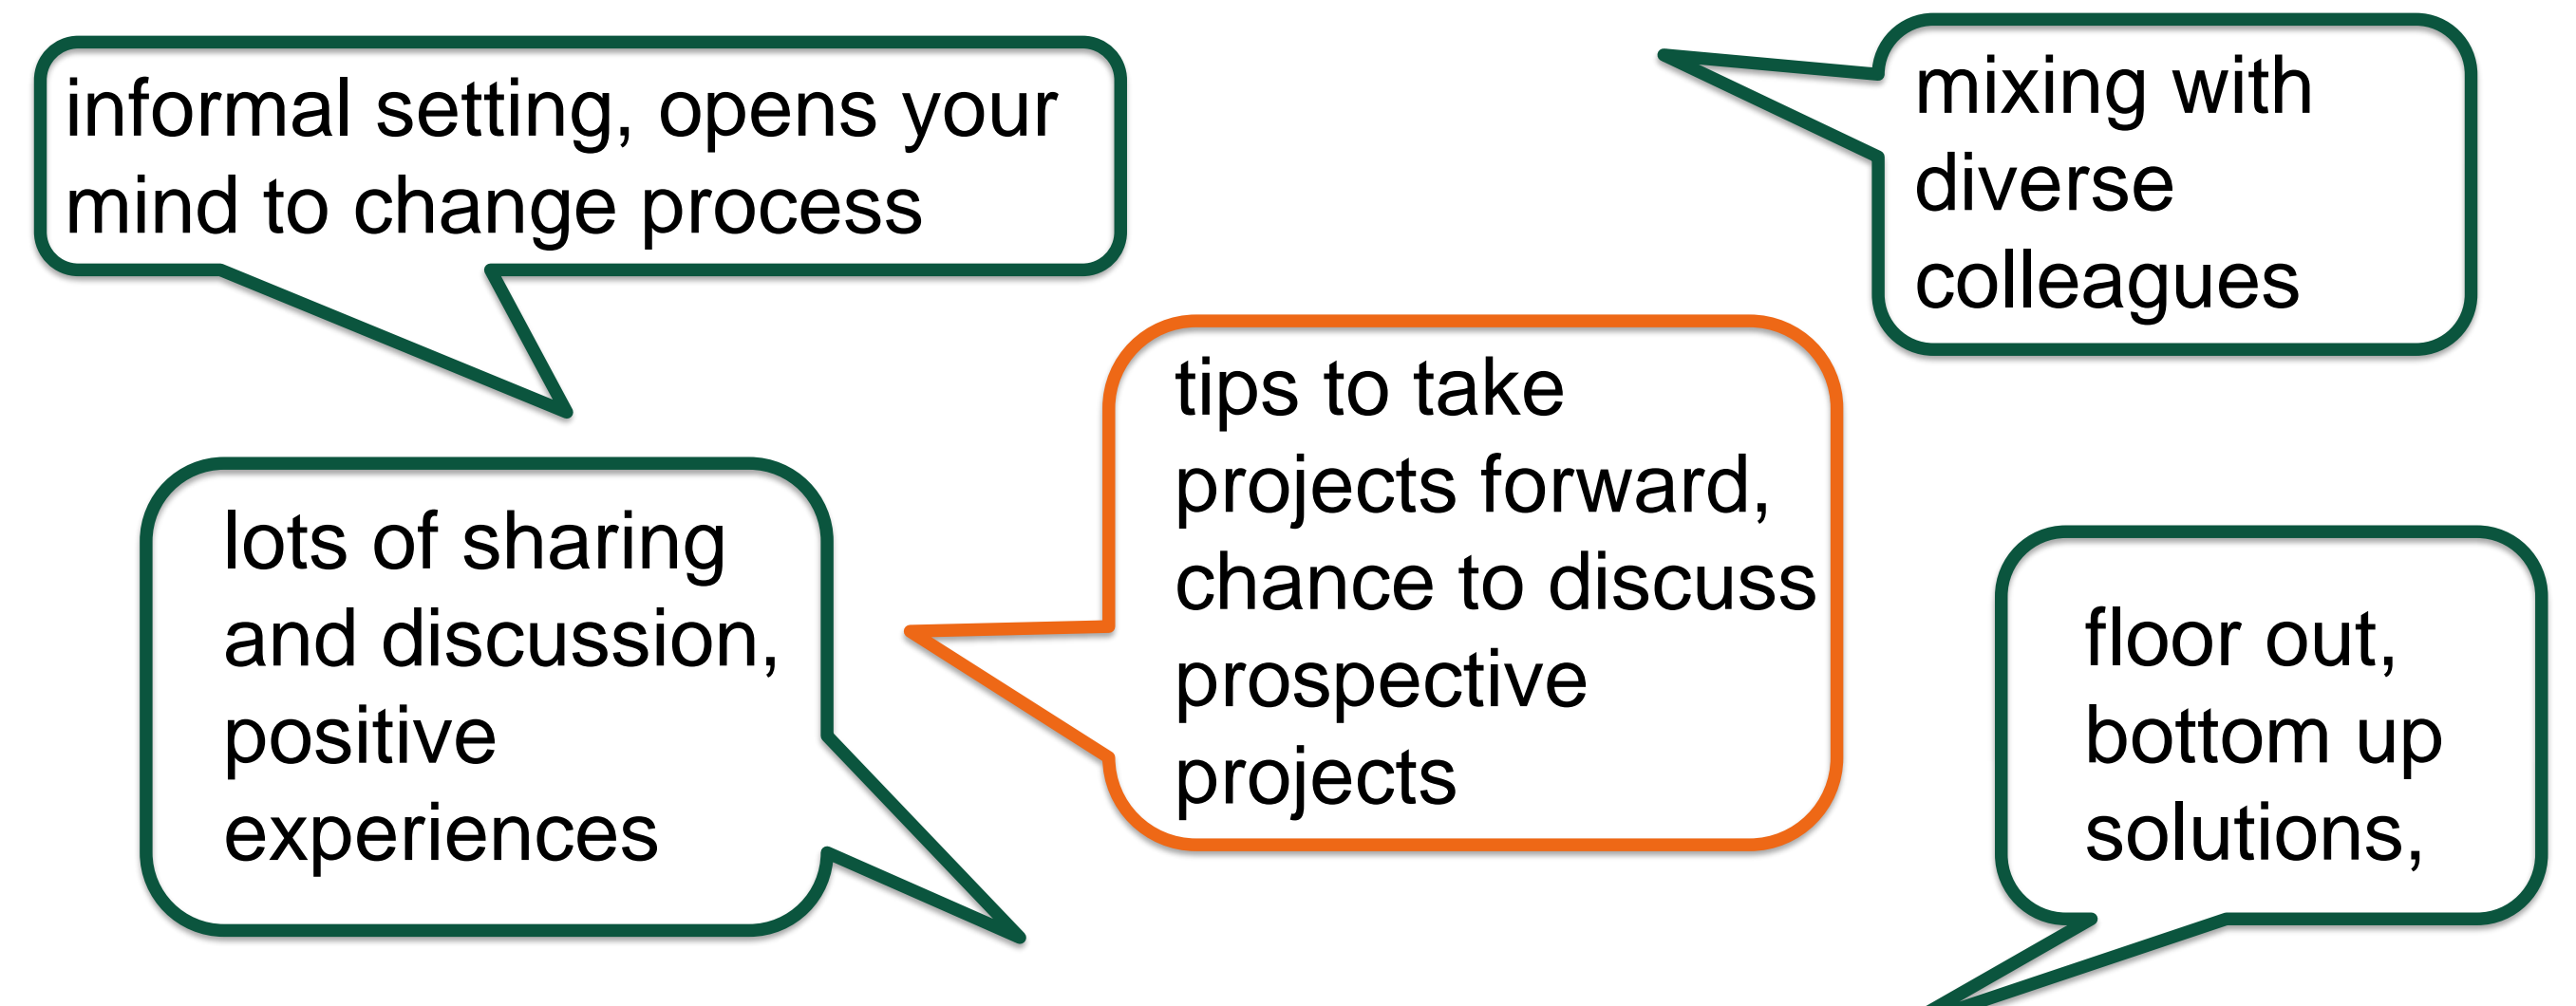 informal setting, opens your
mind to change process
mixing with
diverse
colleagues
tips to take
projects forward,
chance to discuss
prospective
projects
lots of sharing
and discussion,
positive
experiences
floor out,
bottom up
solutions,